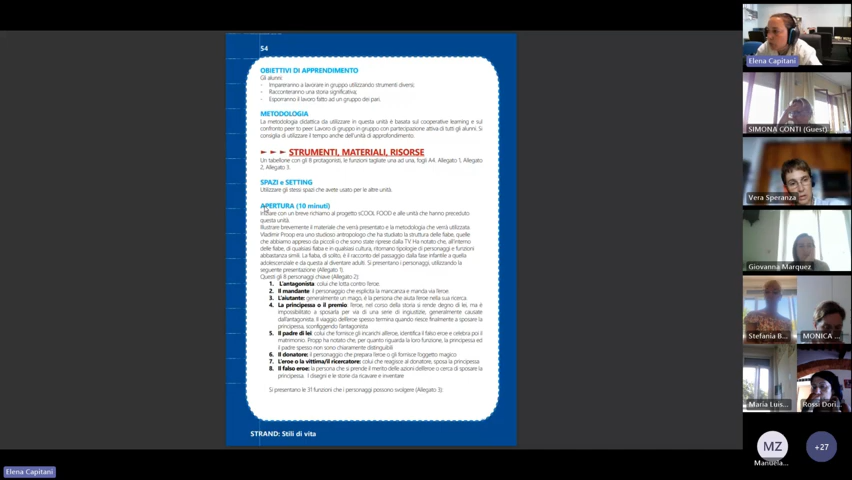 54
OBIETTIVI DI APPRENDIMENTO
Gli alunni:
- Impareranno a lavorare in gruppo utilizzando strumenti diversi;
- Racconteranno una storia significativa;
- Esporranno il lavoro fatto ad un gruppo dei pari.
METODOLOGIA
La metodologia didattica da utilizzare in questa unità è basata sul cooperative learning e sul
confronto peer to peer. Lavoro di gruppo in gruppo con partecipazione attiva di tutti gli alunni. Si
consiglia di utilizzare il tempo anche dell'unità di approfondimento.
► ► ► STRUMENTI, MATERIALI, RISORSE
Un tabellone con gli 8 protagonisti, le funzioni tagliate una ad una, fogli A4. Allegato 1, Allegato
2, Allegato 3.
SPAZI e SETTING
Utilizzare gli stessi spazi che avete usato per le altre unità.
APERTURA (10 minuti)
Iniziare con un breve richiamo al progetto sCOOL FOOD e alle unità che hanno preceduto
questa unità.
Illustrare brevemente il materiale che verrà presentato e la metodologia che verrà utilizzata.
Vladimir Proop era uno studioso antropologo che ha studiato la struttura delle fiabe, quelle
che abbiamo appreso da piccoli o che sono state riprese dalla TV. Ha notato che, all'interno
delle fiabe, di qualsiasi fiaba e in qualsiasi cultura, ritornano tipologie di personaggi e funzioni
abbastanza simili. La fiaba, di solito, è il racconto del passaggio dalla fase infantile a quella
adolescenziale e da questa al diventare adulti. Si presentano i personaggi, utilizzando la
seguente presentazione (Allegato 1).
Questi gli 8 personaggi chiave (Allegato 2):
1. L'antagonista: colui che lotta contro l'eroe.
2. Il mandante: il personaggio che esplicita la mancanza e manda via l'eroe.
3. L'aiutante: generalmente un mago, è la persona che aiuta l'eroe nella sua ricerca.
4. La principessa o il premio: l'eroe, nel corso della storia si rende degno di lei, ma è
impossibilitato a sposarla per via di una serie di ingiustizie, generalmente causate
dall'antagonista. Il viaggio dell'eroe spesso termina quando riesce finalmente a sposare la
principessa, sconfiggendo l'antagonista
5. Il padre di lei: colui che fornisce gli incarichi all'eroe, identifica il falso eroe e celebra poi il
matrimonio. Propp ha notato che, per quanto riguarda la loro funzione, la principessa ed
il padre spesso non sono chiaramente distinguibili
6. Il donatore: il personaggio che prepara l'eroe o gli fornisce l'oggetto magico
7. L'eroe o la vittima/il ricercatore: colui che reagisce al donatore, sposa la principessa
8. Il falso eroe: la persona che si prende il merito delle azioni dell'eroe o cerca di sposare la
principessa. I disegni e le storie da ricavare e inventare
Si presentano le 31 funzioni che i personaggi possono svolgere (Allegato 3):
STRAND: Stili di vita
Elena Capitani
Elena Capitani
SIMONA CONTI (Guest)
Vera Speranza
Giovanna Marquez
Stefania B...
MONICA ...
Maria Luis...
Rossi Dori...
MZ
+27
Manuela...